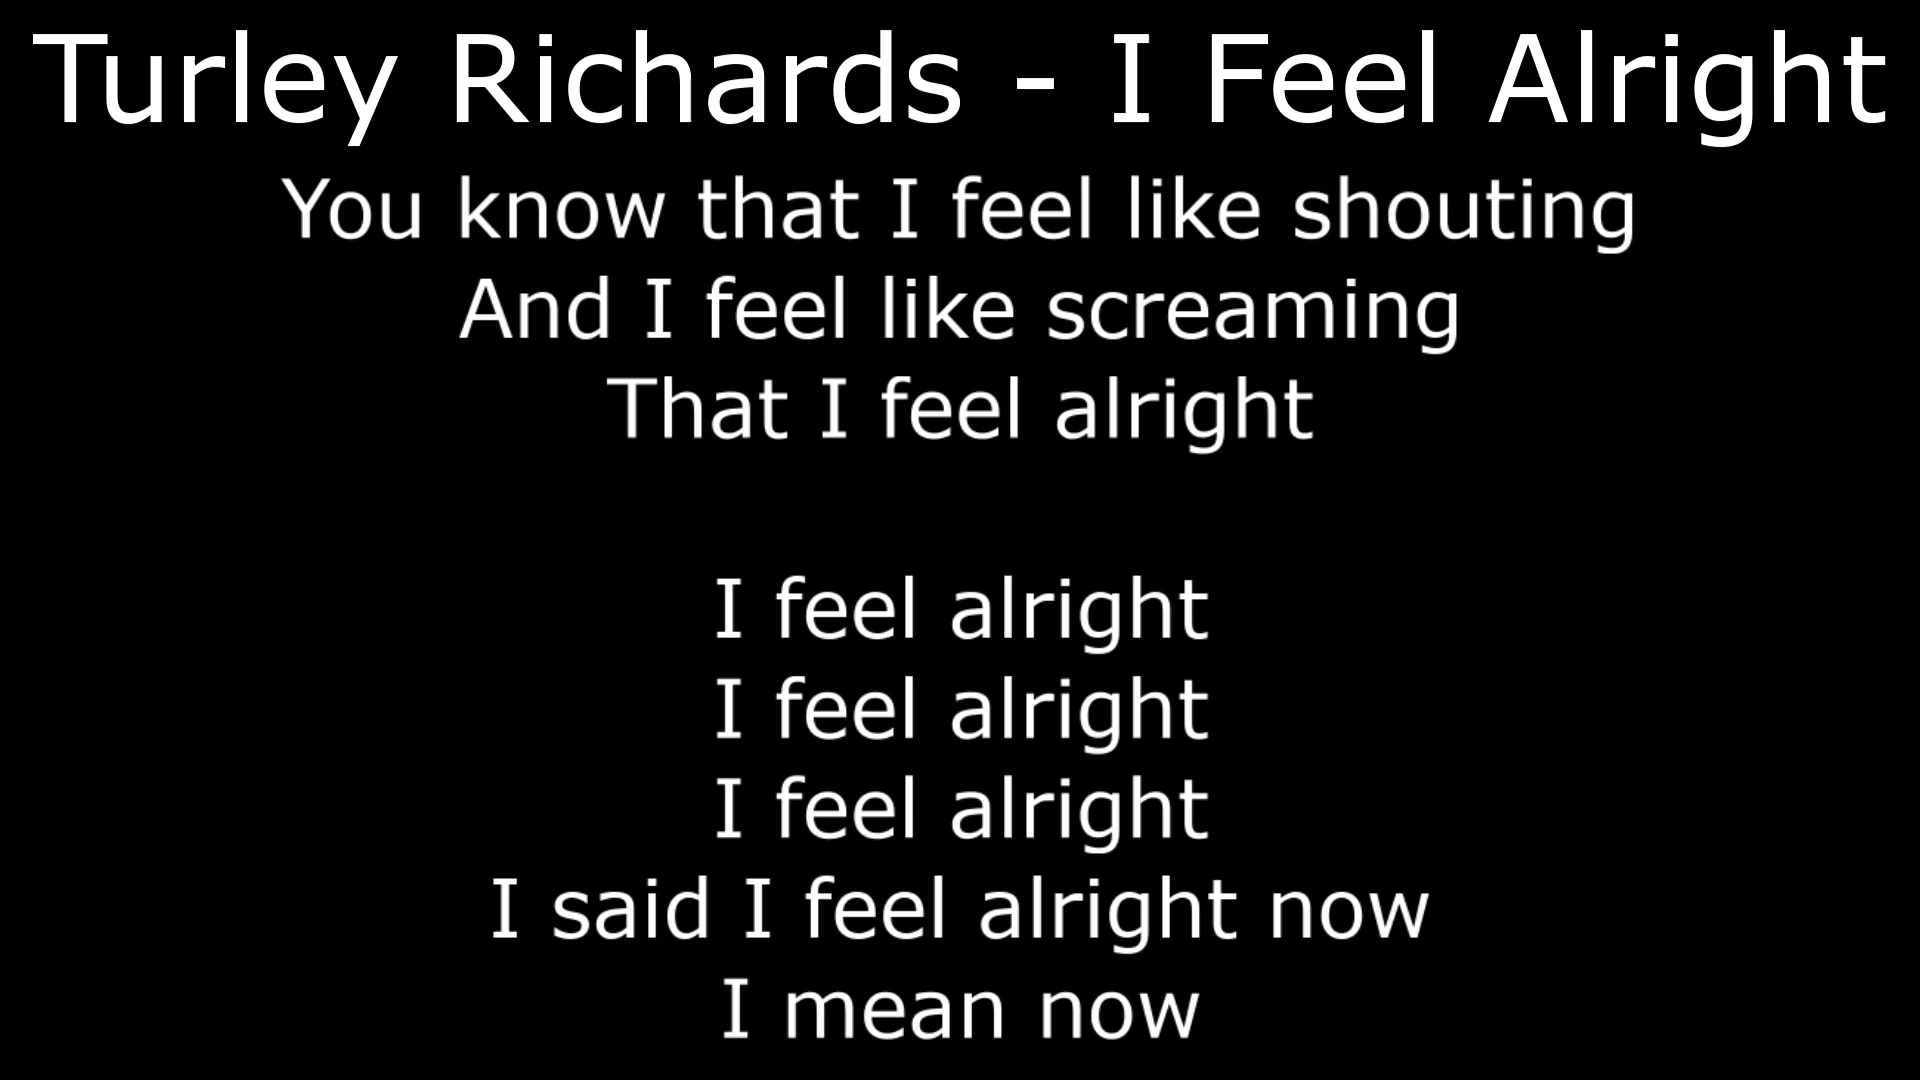 Turley Richards - I Feel Alright
You know that I feel like shouting
And I feel like screaming
That I feel alright
I feel alright
I feel alright
I feel alright
I said I feel alright now
I mean now